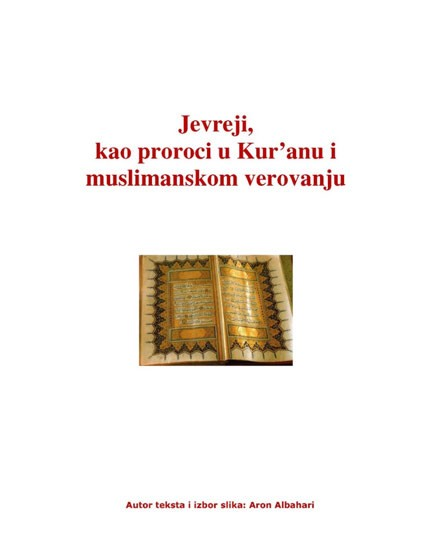 Jevreji,
kao proroci u Kur’anu i
muslimanskom verovanju
Autor teksta i izbor slika: Aron Albahari